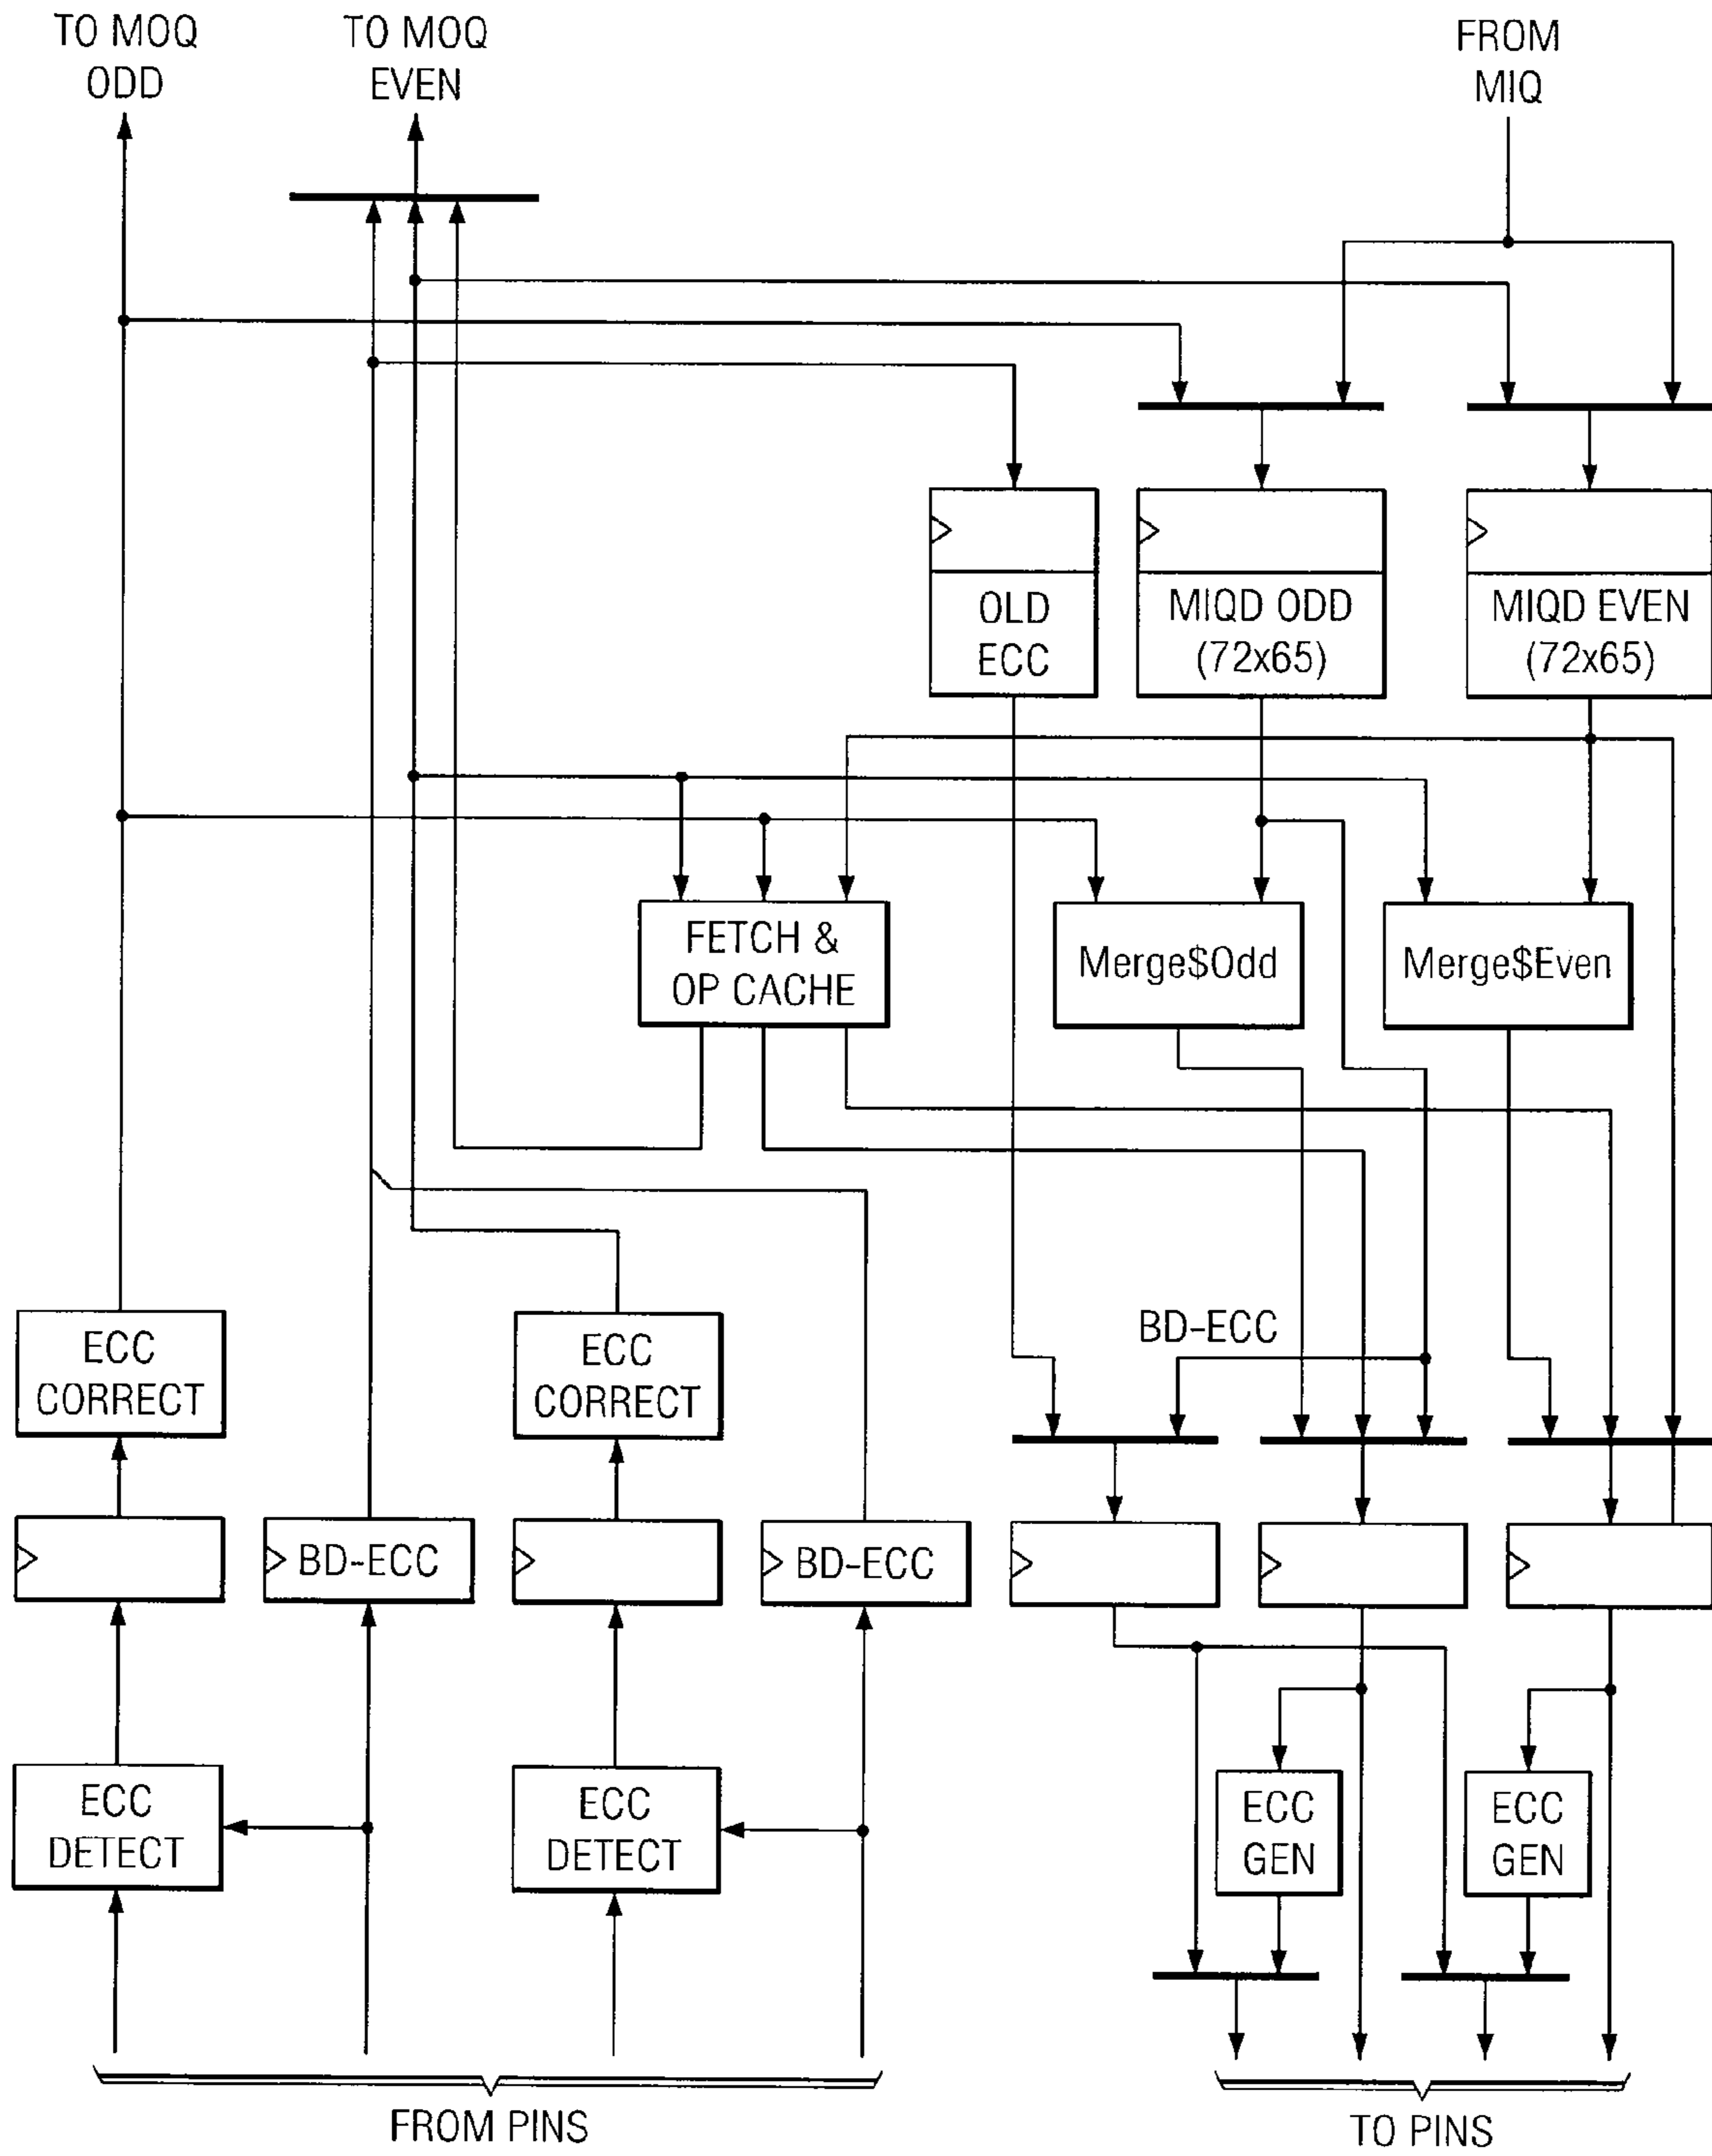 TO MOQ
ODD
TO MOQ
EVEN
FROM
MIQ
OLD
ECC
MIQD ODD
(72x65)
MIQD EVEN
(72x65)
FETCH &
OP CACHE
Merge$Odd
Merge$Even
ECC
CORRECT
ECC
CORRECT
BD-ECC
BD-ECC
BD-ECC
ECC
DETECT
ECC
DETECT
ECC
GEN
ECC
GEN
FROM PINS
TO PINS